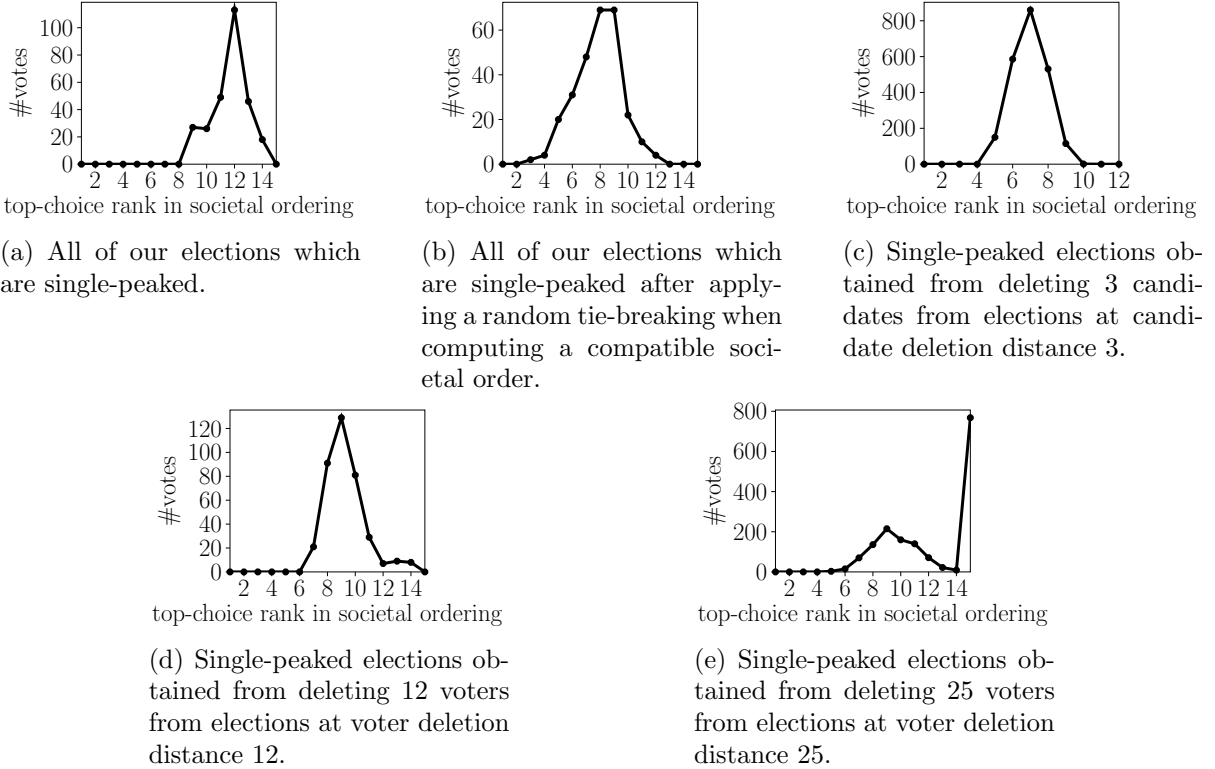 100
80
60
40
20
0
#votes
2 4 6 8 10 12 14
top-choice rank in societal ordering
(a) All of our elections which
are single-peaked.
60
40
20
0
#votes
2 4 6 8 10 12 14
top-choice rank in societal ordering
(b) All of our elections which
are single-peaked after apply-
ing a random tie-breaking when
computing a compatible soci-
etal order.
800
600
400
200
0
#votes
2 4 6 8 10 12
top-choice rank in societal ordering
(c) Single-peaked elections ob-
tained from deleting 3 candi-
dates from elections at candi-
date deletion distance 3.
120
100
80
60
40
20
0
#votes
2 4 6 8 10 12 14
top-choice rank in societal ordering
(d) Single-peaked elections ob-
tained from deleting 12 voters
from elections at voter deletion
distance 12.
800
600
400
200
0
#votes
2 4 6 8 10 12 14
top-choice rank in societal ordering
(e) Single-peaked elections ob-
tained from deleting 25 voters
from elections at voter deletion
distance 25.